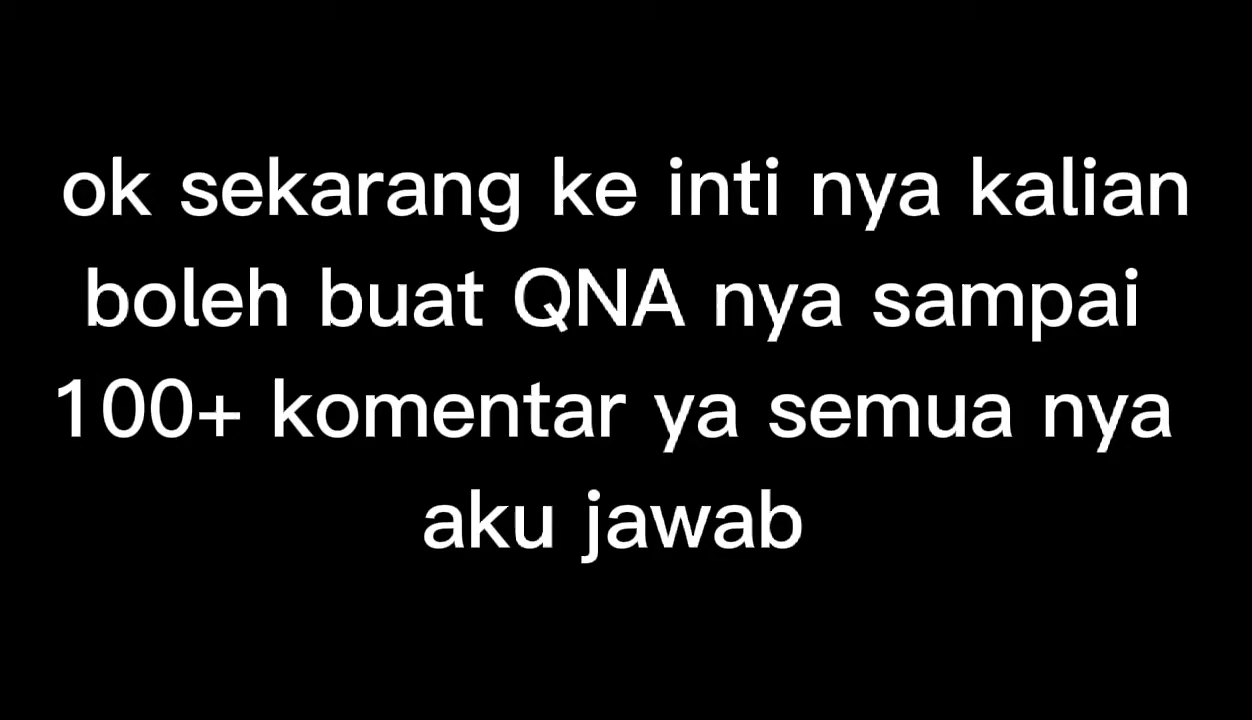 ok sekarang ke inti nya kalian
boleh buat QNA nya sampai
100+ komentar ya semua nya
aku jawab